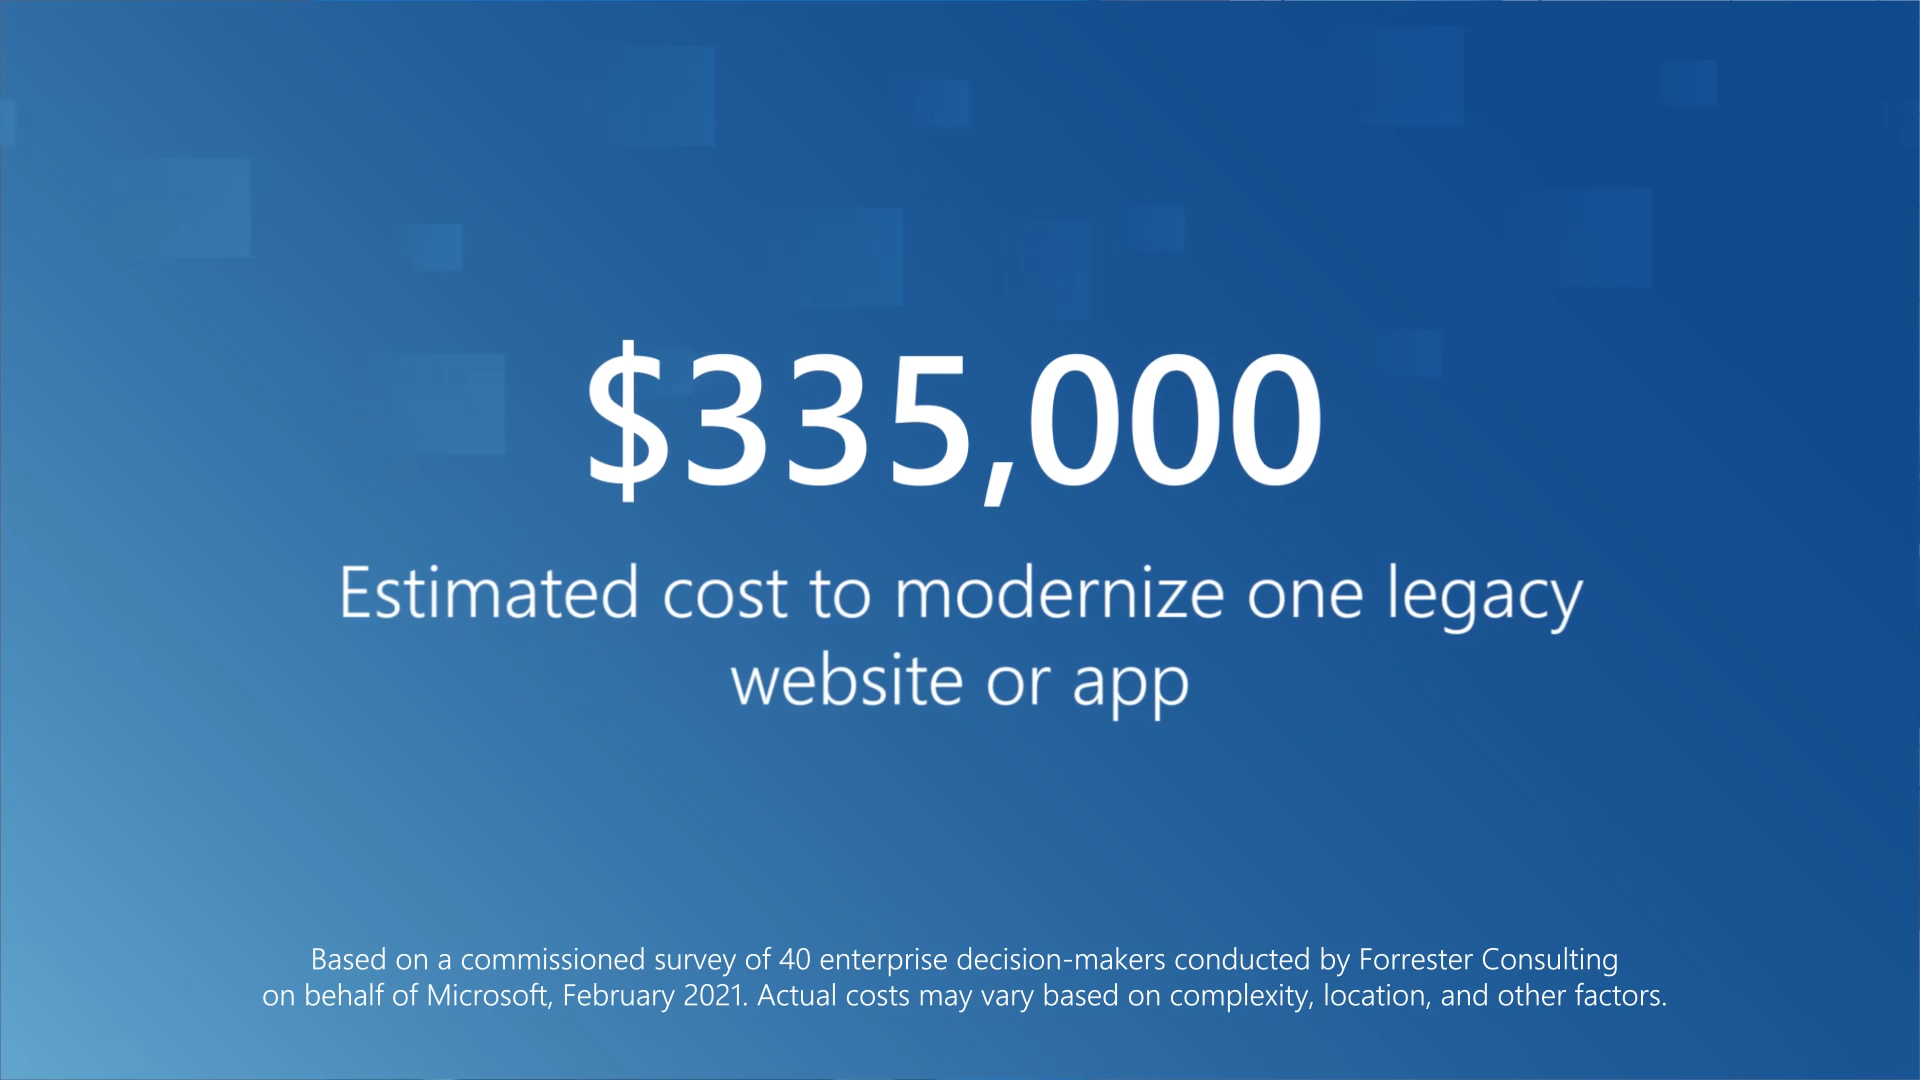 $335,000
Estimated cost to modernize one legacy
website or app
Based on a commissioned survey of 40 enterprise decision-makers conducted by Forrester Consulting
on behalf of Microsoft, February 2021. Actual costs may vary based on complexity, location, and other factors.